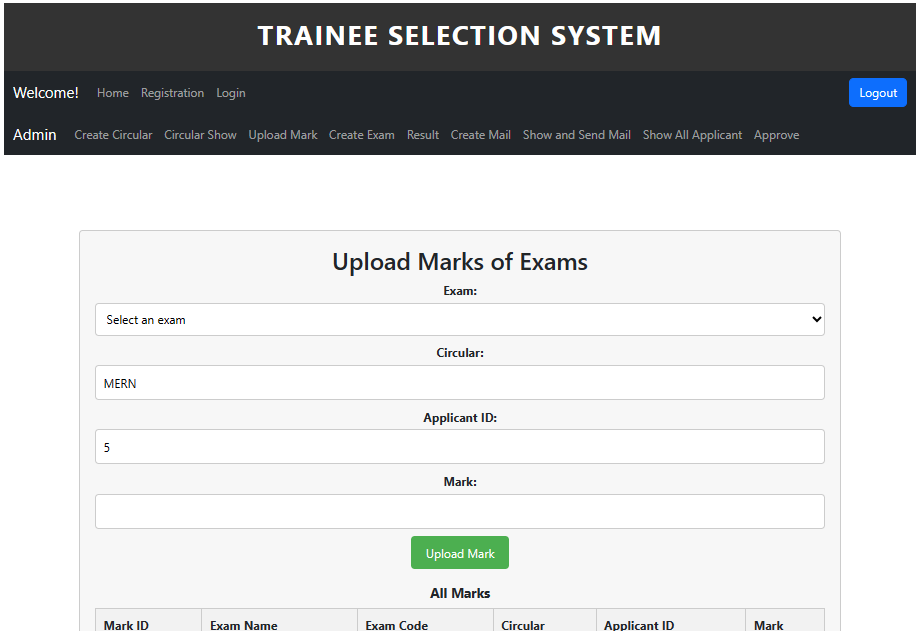 TRAINEE SELECTION SYSTEM
Welcome! Home Registration Login Logout
Admin Create Circular Circular Show Upload Mark Create Exam Result Create Mail Show and Send Mail Show All Applicant Approve
Upload Marks of Exams
Exam:
Select an exam
Circular:
MERN
Applicant ID:
5
Mark:
Upload Mark
All Marks
Mark ID Exam Name Exam Code Circular Applicant ID Mark